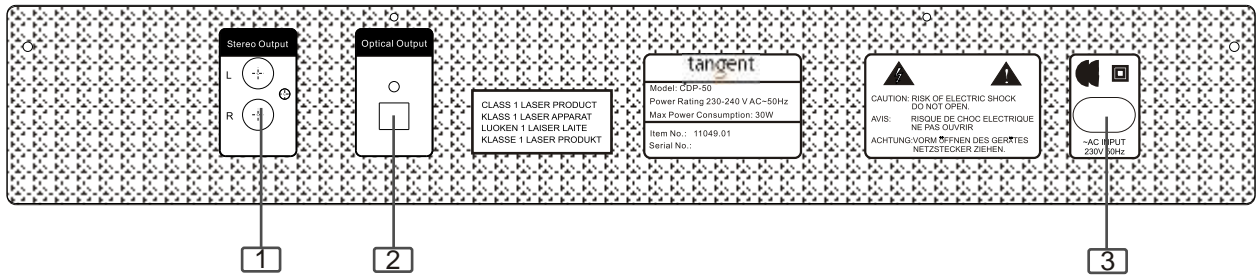 Stereo Output
L
R
Optical Output
CLASS 1 LASER PRODUCT
KLASS 1 LASER APPARAT
LUOKEN 1 LAISER LAITE
KLASSE 1 LASER PRODUKT
tangent
Model: CDP-50
Power Rating 230-240 V AC~50Hz
Max Power Consumption: 30W
Item No.: 11049.01
Serial No.:
CAUTION: RISK OF ELECTRIC SHOCK
DO NOT OPEN.
AVIS: RISQUE DE CHOC ELECTRIQUE
NE PAS OUVRIR
ACHTUNG: VORM ÖFFNEN DES GERÄTES
NETZSTECKER ZIEHEN.
~AC INPUT
230V 50Hz
1
2
3